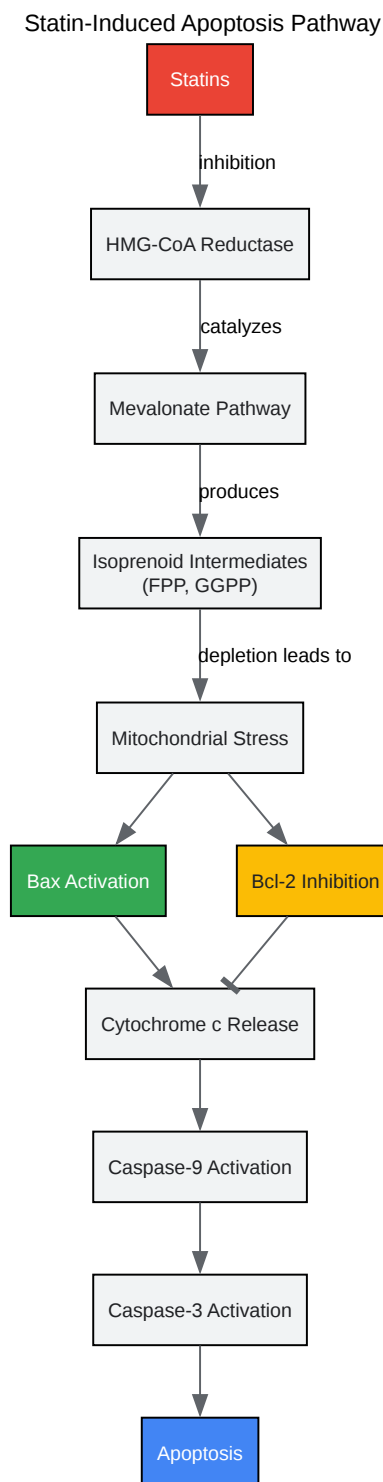 Statin-Induced Apoptosis Pathway
Statins
inhibition
HMG-CoA Reductase
catalyzes
Mevalonate Pathway
produces
Isoprenoid Intermediates
(FPP, GGPP)
depletion leads to
Mitochondrial Stress
Bax Activation
Bcl-2 Inhibition
Cytochrome c Release
Caspase-9 Activation
Caspase-3 Activation
Apoptosis